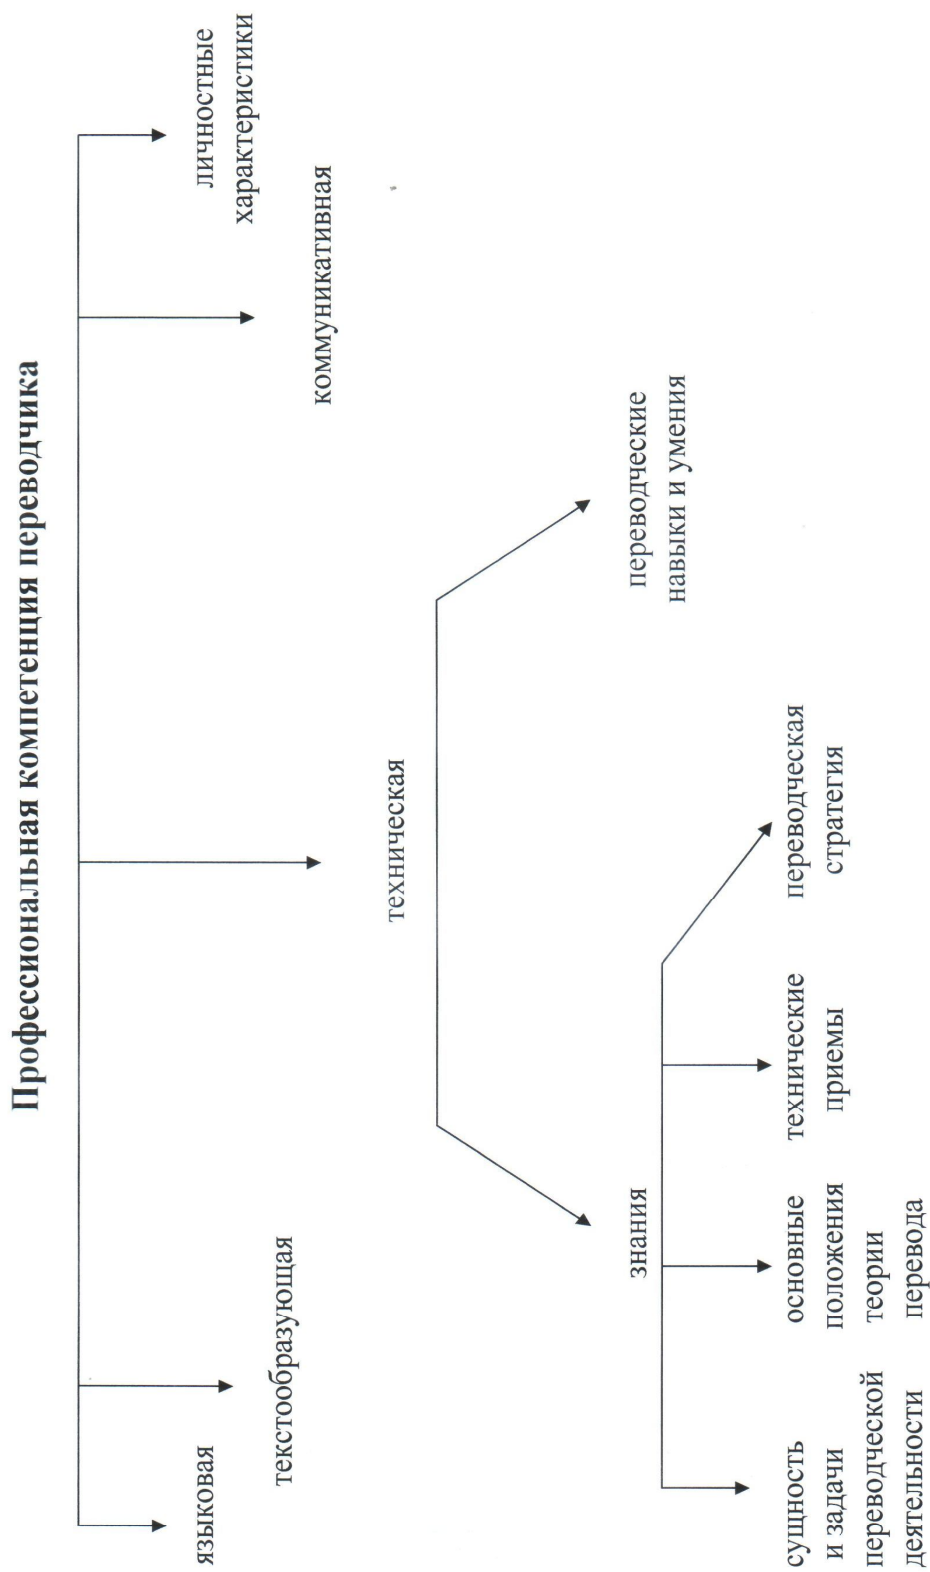 Профессиональная компетенция переводчика
языковая
текстообразующая
техническая
коммуникативная
личностные
характеристики
знания
переводческие
навыки и умения
сущность
и задачи
переводческой
деятельности
основные
положения
теории
перевода
технические
приемы
переводческая
стратегия